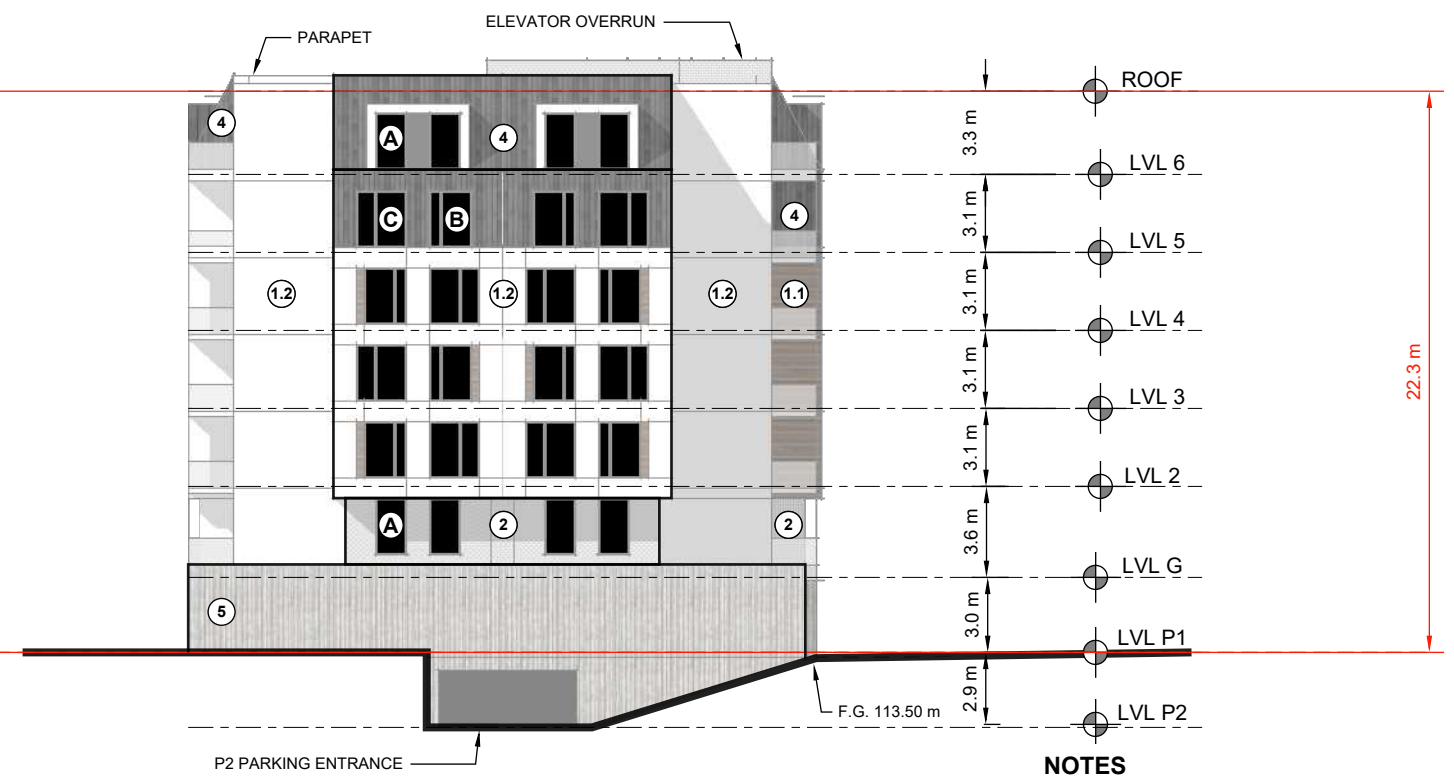 ELEVATOR OVERRUN
PARAPET
ROOF
3.3 m
4
A
4
LVL 6
3.1 m
C
B
4
LVL 5
3.1 m
1.2
1.2
1.2
1.1
LVL 4
22.3 m
3.1 m
LVL 3
3.1 m
LVL 2
A
2
2
3.6 m
LVL G
5
3.0 m
LVL P1
2.9 m
F.G. 113.50 m
LVL P2
P2 PARKING ENTRANCE
NOTES